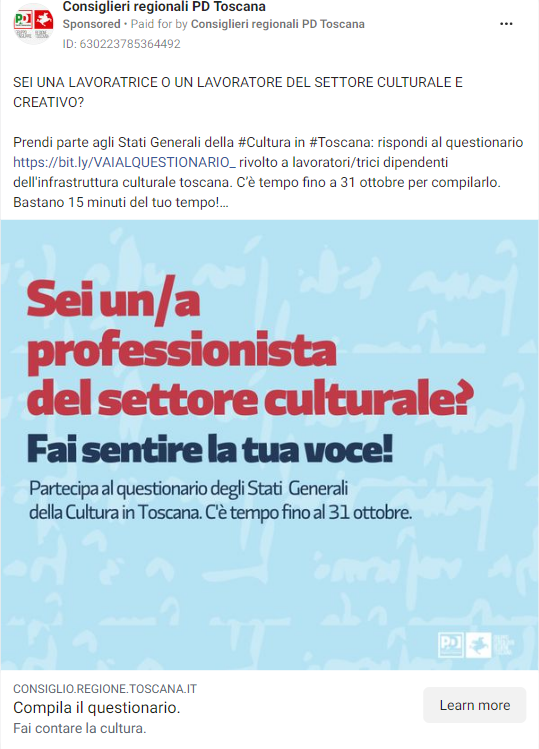 Consiglieri regionali PD Toscana
Sponsored • Paid for by Consiglieri regionali PD Toscana
ID: 630223785364492
SEI UNA LAVORATRICE O UN LAVORATORE DEL SETTORE CULTURALE E
CREATIVO?
Prendi parte agli Stati Generali della #Cultura in #Toscana: rispondi al questionario
https://bit.ly/VAIALQUESTIONARIO_ rivolto a lavoratori/trici dipendenti
dell'infrastruttura culturale toscana. C'è tempo fino a 31 ottobre per compilarlo.
Bastano 15 minuti del tuo tempo!...
Sei un/a
professionista
del settore culturale?
Fai sentire la tua voce!
Partecipa al questionario degli Stati Generali
della Cultura in Toscana. C'è tempo fino al 31 ottobre.
PD
CONSIGLIO.REGIONE.TOSCANA.IT
Compila il questionario.
Fai contare la cultura.
Learn more